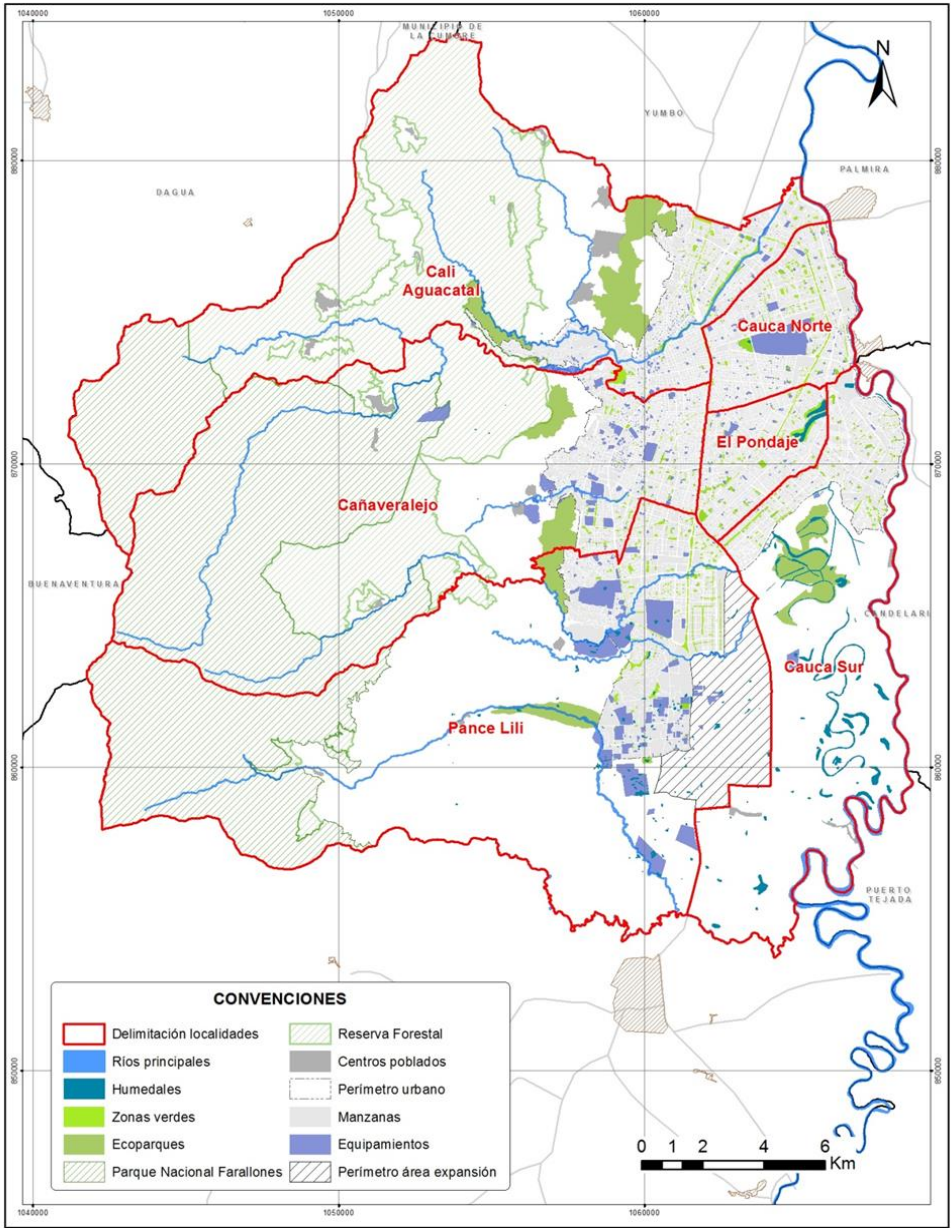 1040000
1050000
1060000
MUNICIPIO DE
LA CUMBRE
N
YUMBO
880000
880000
PALMIRA
DAGUA
Cali
Aguacatal
Cauca Norte
El Pondaje
870000
870000
Cañaveralejo
BUENAVENTURA
CANDELARI
Cauca Sur
Pance Lili
860000
860000
PUERTO
TEJADA
CONVENCIONES
Delimitación localidades
Reserva Forestal
Ríos principales
Centros poblados
Humedales
Perímetro urbano
Zonas verdes
Manzanas
Ecoparques
Equipamientos
Parque Nacional Farallones
Perímetro área expansión
850000
850000
0 1 2 4 6
Km
1040000
1050000
1060000